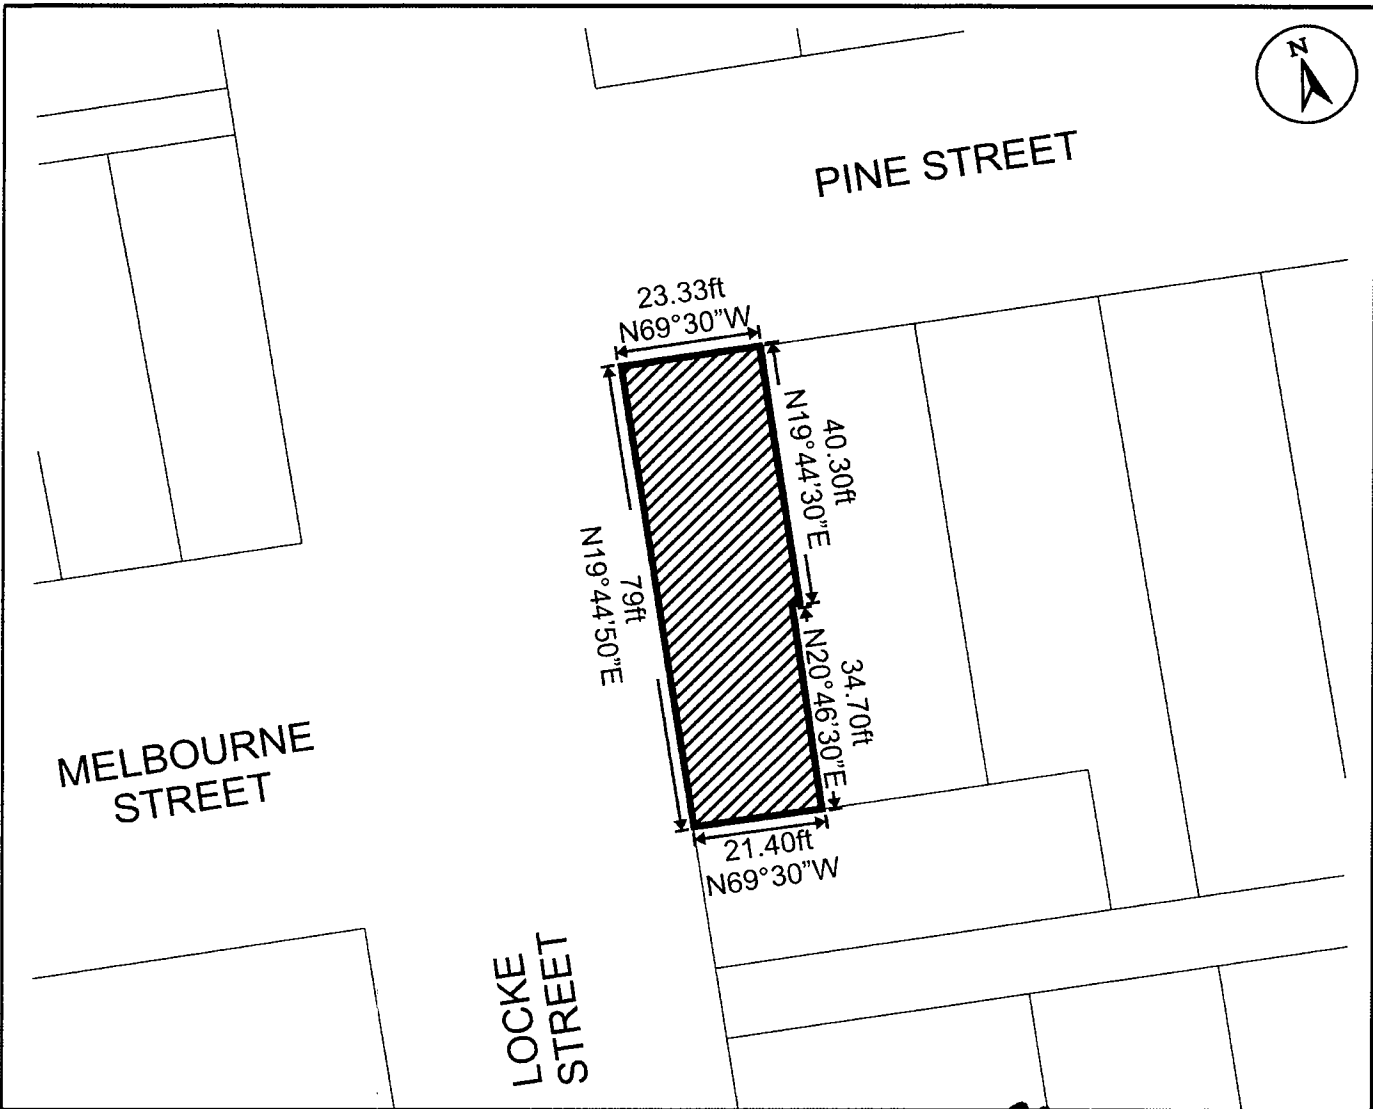 N
PINE STREET
23.33ft
N69°30”W
40.30ft
N19°44'30”E
79ft
N19°44'50”E
34.70ft
N20°46'30”E
21.40ft
N69°30”W
MELBOURNE
STREET
LOCKE
STREET